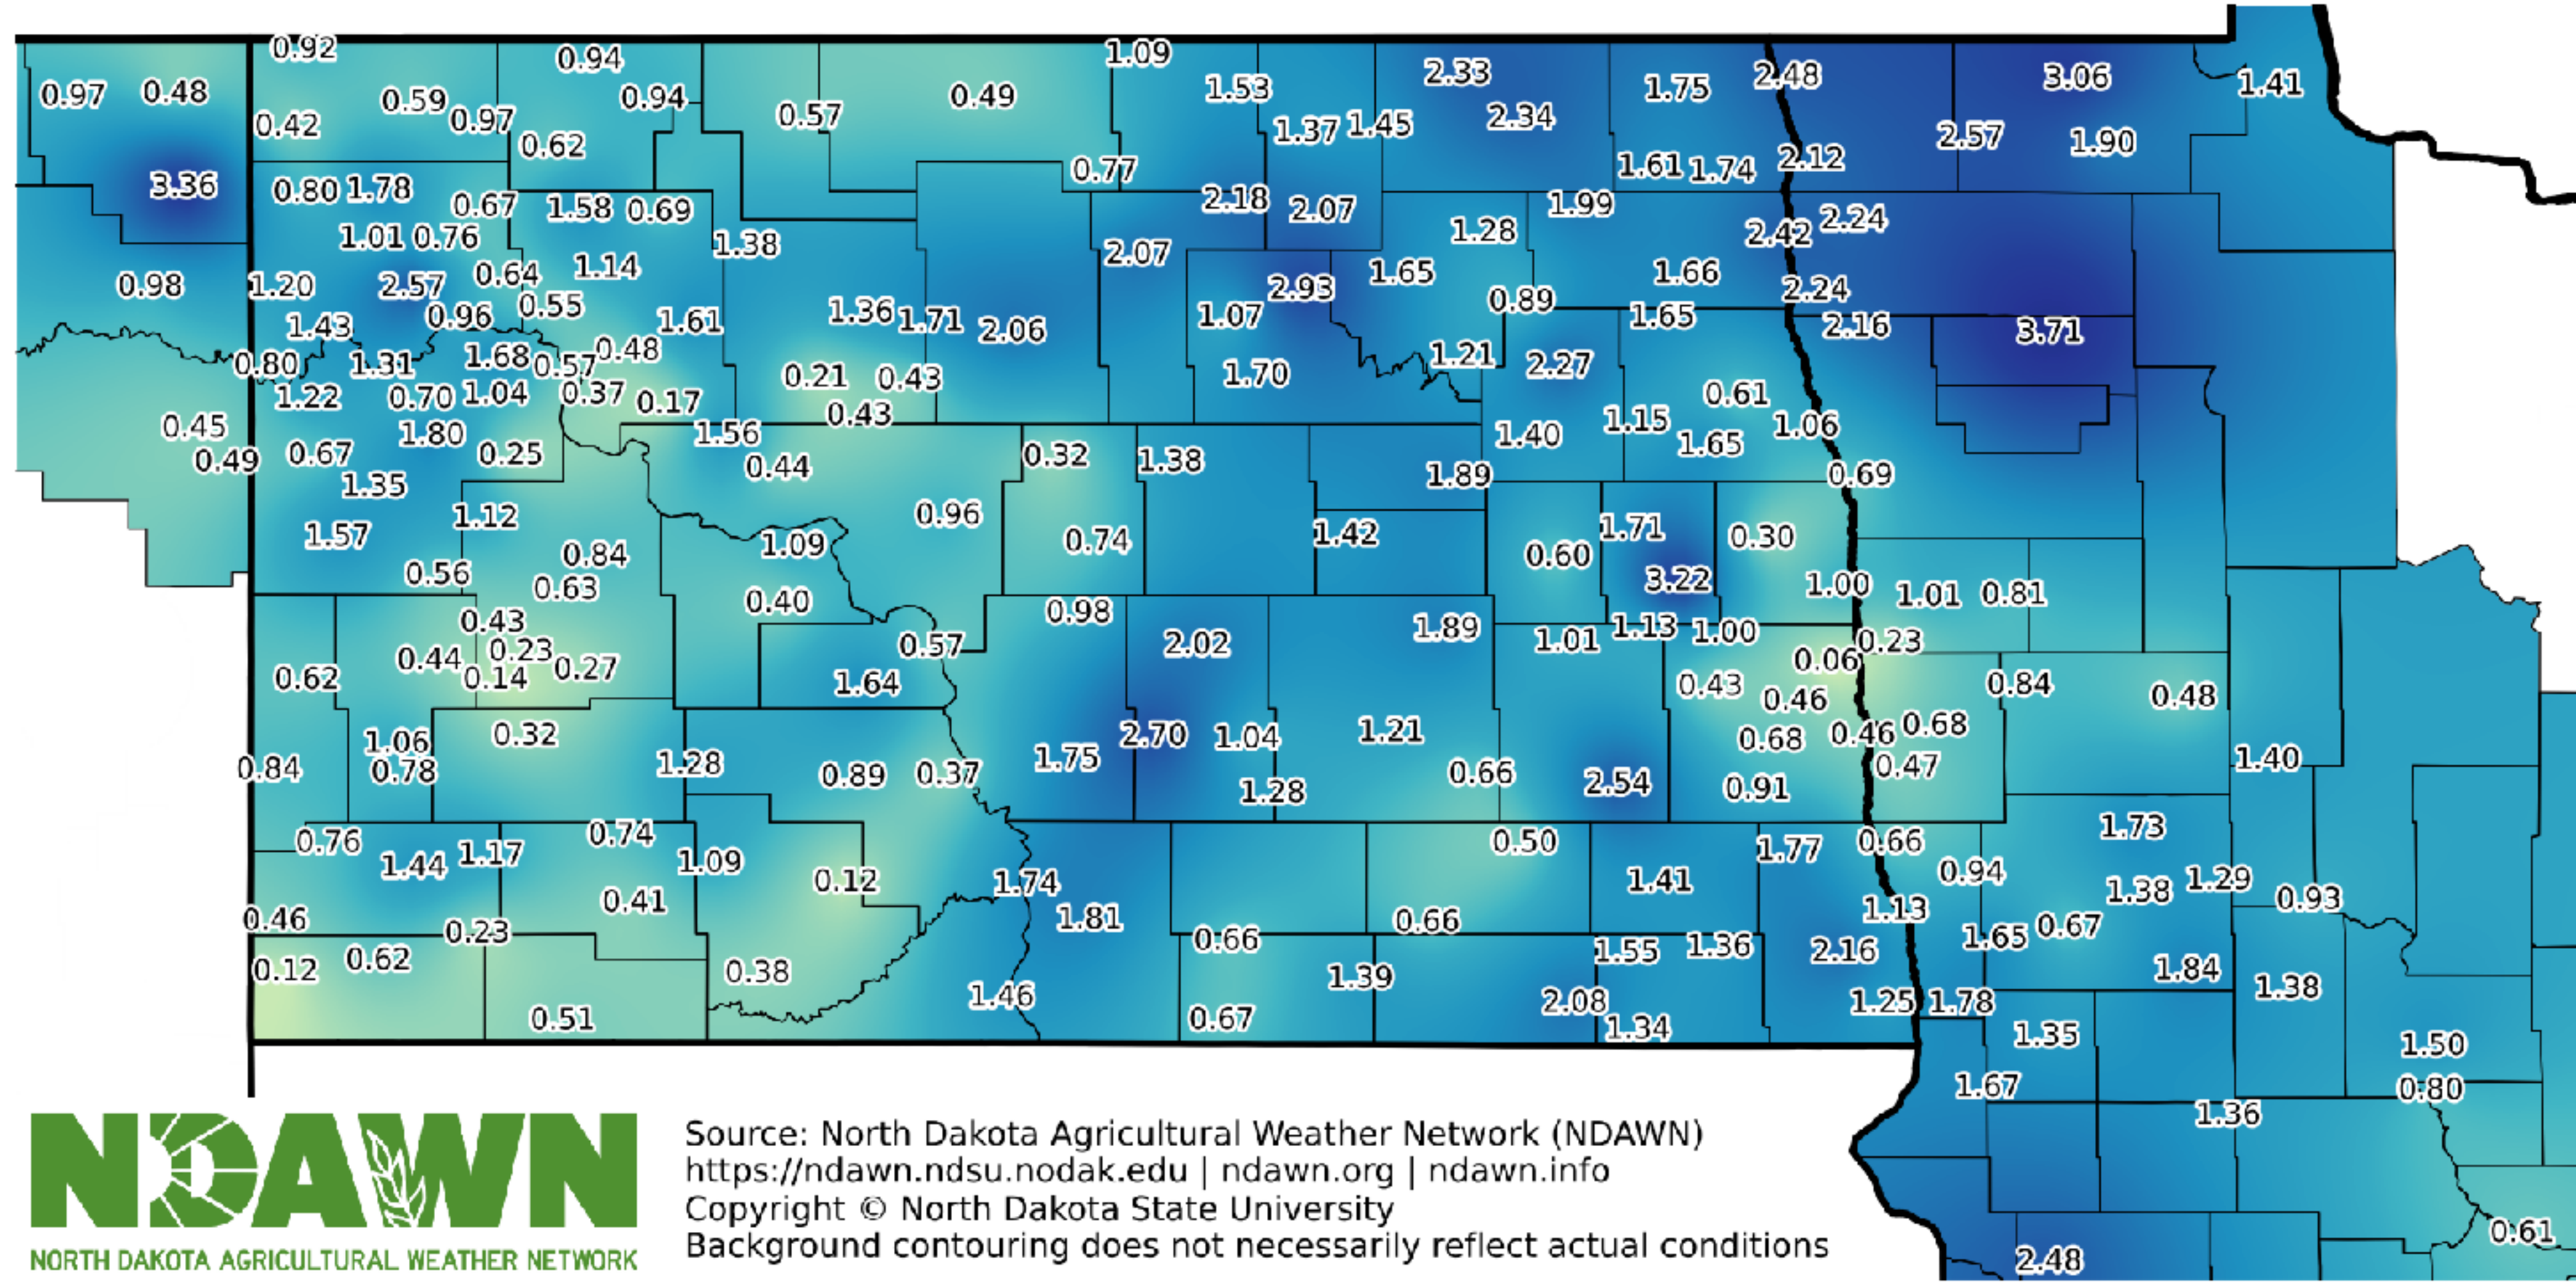 0.92
0.94
1.09
0.97 0.48 0.59 0.94 0.49 1.53 2.33 1.75 2.48 3.06 1.41
0.42 0.97 0.57 1.37 1.45 2.34 2.57 1.90
0.62 0.77 1.61 1.74 2.12
3.36 0.80 1.78 0.67 1.58 0.69 2.18 2.07 1.99
1.01 0.76 1.38 2.07 1.28 2.42 2.24
0.98 1.20 2.57 0.64 1.14 0.55 2.93 1.65 0.89 1.66 2.24
1.43 0.96 1.61 1.36 1.71 2.06 1.07 1.65 2.16 3.71
0.80 1.31 1.68 0.57 0.48 1.21 2.27
1.22 0.70 1.04 0.37 0.17 0.21 0.43 1.70 0.61
0.45 1.80 1.56 0.43 1.40 1.15 1.65 1.06
0.49 0.67 0.25 0.44 0.32 1.38 1.89 0.69
1.35
1.57 1.12 0.96 0.74 1.42 1.71 0.30
0.84 1.09 0.60
0.56 0.63 0.40 0.98 3.22 1.00 1.01 0.81
0.43 0.57 2.02 1.89 1.01 1.13 1.00 0.23
0.44 0.23 0.27 0.06
0.62 0.14 1.64 0.43 0.46 0.84 0.48
1.06 0.32 2.70 1.04 1.21 0.68 0.46 0.68
0.84 0.78 1.28 0.89 0.37 1.75 0.66 0.47 1.40
1.28 2.54 0.91
0.76 0.74 0.50 1.77 0.66 1.73
1.44 1.17 1.09 0.12 1.74 1.41 0.94 1.38 1.29 0.93
0.46 0.41 1.81 0.66 1.13
0.23 0.66 1.65 0.67
0.12 0.62 0.38 1.39 1.55 1.36 2.16 1.84
0.51 1.46 0.67 2.08 1.34 1.25 1.78 1.38
1.35 1.50
1.67 0.80
1.36
NDAWN
NORTH DAKOTA AGRICULTURAL WEATHER NETWORK
Source: North Dakota Agricultural Weather Network (NDAWN)
https://ndawn.ndsu.nodak.edu | ndawn.org | ndawn.info
Copyright © North Dakota State University
Background contouring does not necessarily reflect actual conditions
0.61
2.48